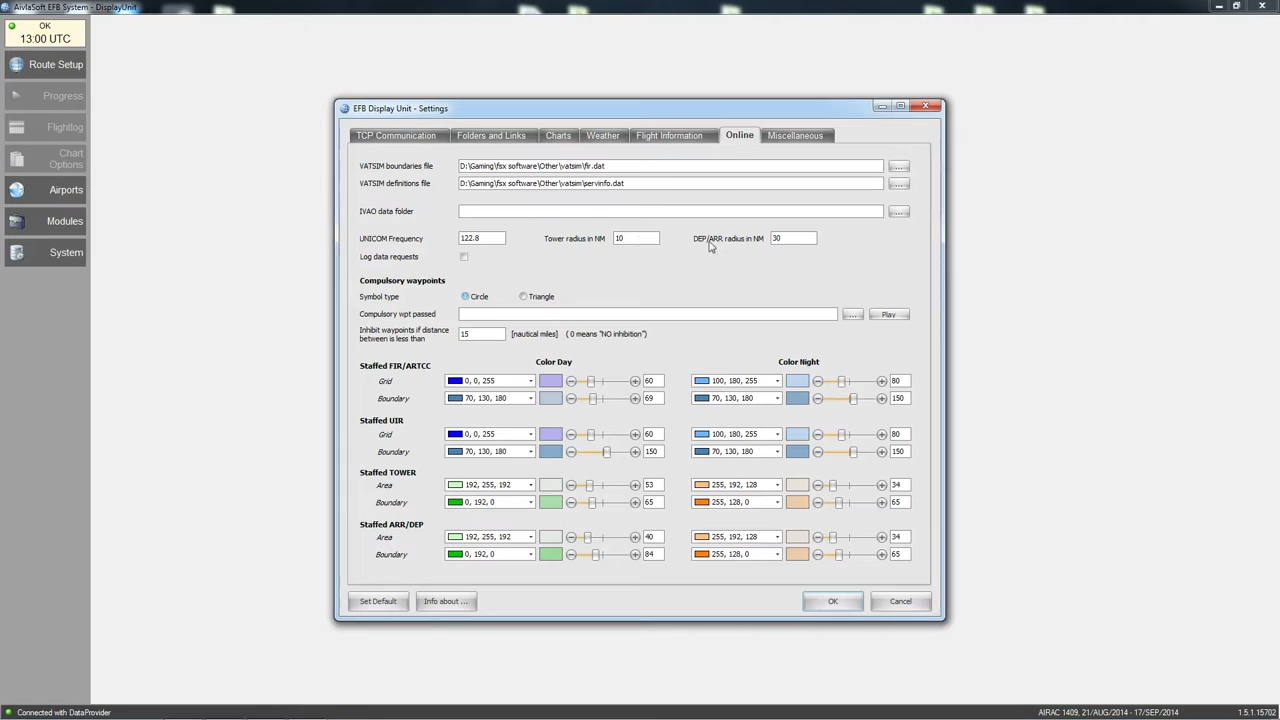 AivlaSoft EFB System - DisplayUnit
OK
13:00 UTC
Route Setup
Progress
Flightlog
Chart
Options
Airports
Modules
System
EFB Display Unit - Settings
TCP Communication Folders and Links Charts Weather Flight Information Online Miscellaneous
VATSIM boundaries file D:\Gaming\fsx software\Other\vatsim\fir.dat ...
VATSIM definitions file D:\Gaming\fsx software\Other\vatsim\servinfo.dat ...
IVAO data folder ...
UNICOM Frequency 122.8 Tower radius in NM 10 DEP/ARR radius in NM 30
Log data requests
Compulsory waypoints
Symbol type Circle Triangle
Compulsory wpt passed ... Play
Inhibit waypoints if distance
between is less than 15 [nautical miles] ( 0 means "NO inhibition")
Color Day Color Night
Staffed FIR/ARTCC
Grid 0, 0, 255 60 100, 180, 255 80
Boundary 70, 130, 180 69 70, 130, 180 150
Staffed UIR
Grid 0, 0, 255 60 100, 180, 255 80
Boundary 70, 130, 180 150 70, 130, 180 150
Staffed TOWER
Area 192, 255, 192 53 255, 192, 128 34
Boundary 0, 192, 0 65 255, 128, 0 65
Staffed ARR/DEP
Area 192, 255, 192 40 255, 192, 128 34
Boundary 0, 192, 0 84 255, 128, 0 65
Set Default Info about ... OK Cancel
Connected with DataProvider AIRAC 1409, 21/AUG/2014 - 17/SEP/2014 1.5.1.15702